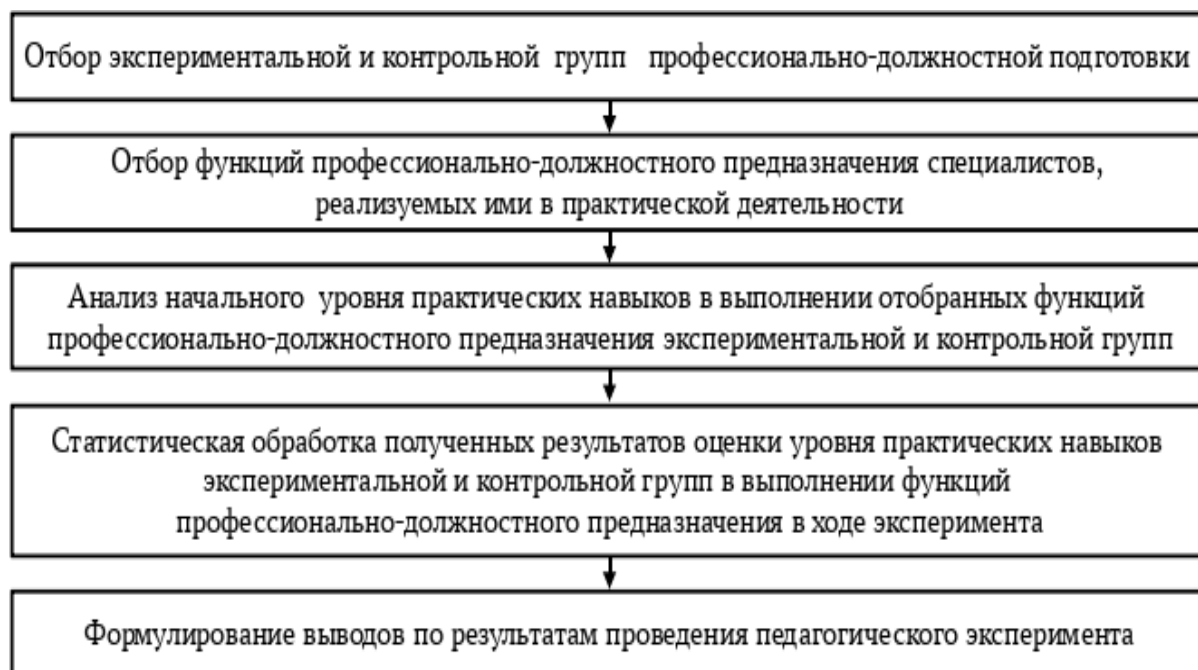 Отбор экспериментальной и контрольной групп профессионально-должностной подготовки
Отбор функций профессионально-должностного предназначения специалистов,
реализуемых ими в практической деятельности
Анализ начального уровня практических навыков в выполнении отобранных функций
профессионально-должностного предназначения экспериментальной и контрольной групп
Статистическая обработка полученных результатов оценки уровня практических навыков
экспериментальной и контрольной групп в выполнении функций
профессионально-должностного предназначения в ходе эксперимента
Формулирование выводов по результатам проведения педагогического эксперимента